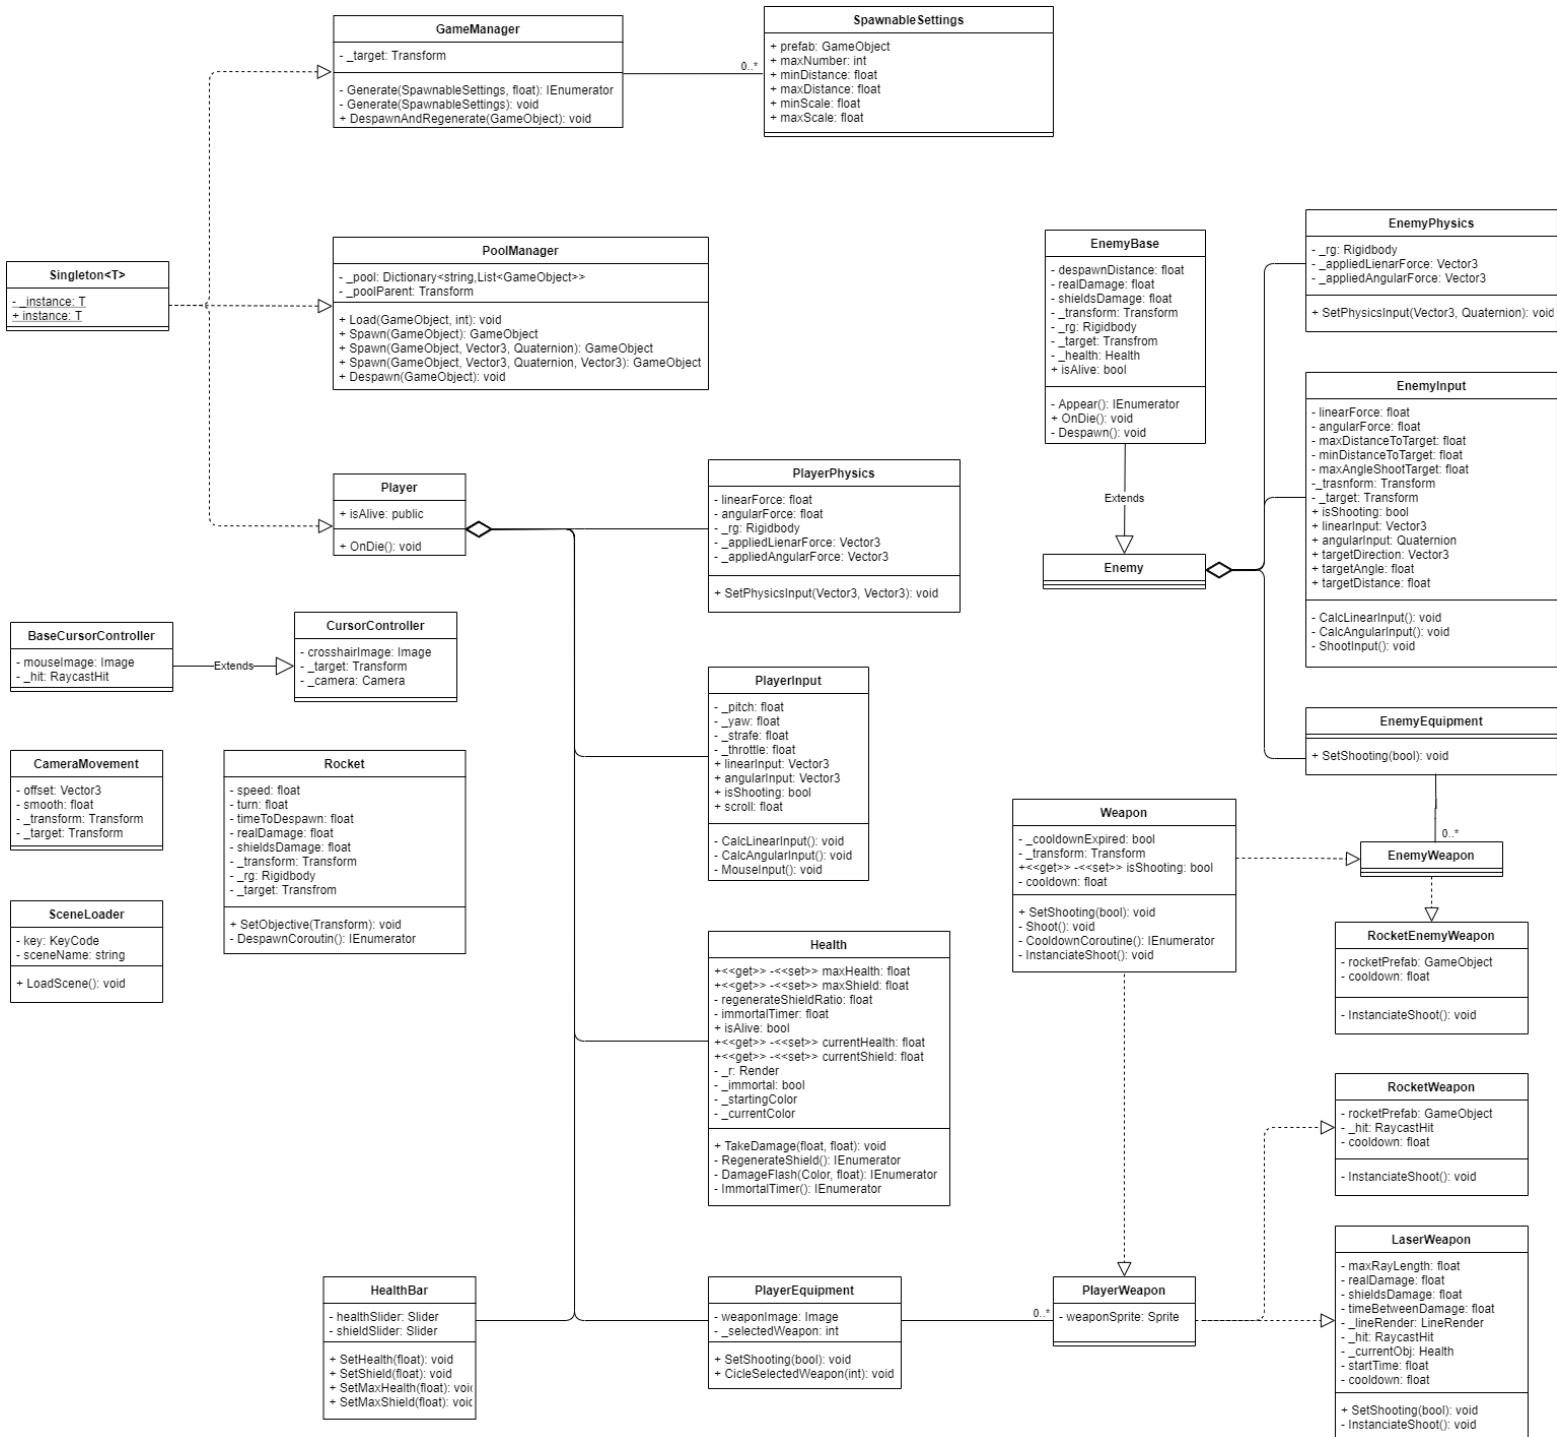 GameManager
- _target: Transform
- Generate(SpawnableSettings, float): IEnumerator
- Generate(SpawnableSettings): void
+ DespawnAndRegenerate(GameObject): void
0..*
SpawnableSettings
+ prefab: GameObject
+ maxNumber: int
+ minDistance: float
+ maxDistance: float
+ minScale: float
+ maxScale: float
Singleton<T>
- _instance: T
+ instance: T
PoolManager
- _pool: Dictionary<string,List<GameObject>>
- _poolParent: Transform
+ Load(GameObject, int): void
+ Spawn(GameObject): GameObject
+ Spawn(GameObject, Vector3, Quaternion): GameObject
+ Spawn(GameObject, Vector3, Quaternion, Vector3): GameObject
+ Despawn(GameObject): void
EnemyBase
- despawnDistance: float
- realDamage: float
- shieldsDamage: float
- _transform: Transform
- _rg: Rigidbody
- _target: Transfrom
- _health: Health
+ isAlive: bool
- Appear(): IEnumerator
+ OnDie(): void
- Despawn(): void
Extends
Enemy
EnemyPhysics
- _rg: Rigidbody
- _appliedLienarForce: Vector3
- _appliedAngularForce: Vector3
+ SetPhysicsInput(Vector3, Quaternion): void
EnemyInput
- linearForce: float
- angularForce: float
- maxDistanceToTarget: float
- minDistanceToTarget: float
- maxAngleShootTarget: float
- _trasnform: Transform
- _target: Transform
+ isShooting: bool
+ linearInput: Vector3
+ angularInput: Quaternion
+ targetDirection: Vector3
+ targetAngle: float
+ targetDistance: float
- CalcLinearInput(): void
- CalcAngularInput(): void
- ShootInput(): void
EnemyEquipment
+ SetShooting(bool): void
0..*
EnemyWeapon
Player
+ isAlive: public
+ OnDie(): void
PlayerPhysics
- linearForce: float
- angularForce: float
- _rg: Rigidbody
- _appliedLienarForce: Vector3
- _appliedAngularForce: Vector3
+ SetPhysicsInput(Vector3, Vector3): void
BaseCursorController
- mouseImage: Image
- _hit: RaycastHit
Extends
CursorController
- crosshairImage: Image
- _target: Transform
- _camera: Camera
PlayerInput
- _pitch: float
- _yaw: float
- _strafe: float
- _throttle: float
+ linearInput: Vector3
+ angularInput: Vector3
+ isShooting: bool
+ scroll: float
- CalcLinearInput(): void
- CalcAngularInput(): void
- MouseInput(): void
CameraMovement
- offset: Vector3
- smooth: float
- _transform: Transform
- _target: Transform
Rocket
- speed: float
- turn: float
- timeToDespawn: float
- realDamage: float
- shieldsDamage: float
- _transform: Transform
- _rg: Rigidbody
- _target: Transfrom
+ SetObjective(Transform): void
- DespawnCoroutin(): IEnumerator
SceneLoader
- key: KeyCode
- sceneName: string
+ LoadScene(): void
Weapon
- _cooldownExpired: bool
- _transform: Transform
+<<get>> -<<set>> isShooting: bool
- cooldown: float
+ SetShooting(bool): void
- Shoot(): void
- CooldownCoroutine(): IEnumerator
- InstanciateShoot(): void
RocketEnemyWeapon
- rocketPrefab: GameObject
- cooldown: float
- InstanciateShoot(): void
Health
+<<get>> -<<set>> maxHealth: float
+<<get>> -<<set>> maxShield: float
- regenerateShieldRatio: float
- immortalTimer: float
+ isAlive: bool
+<<get>> -<<set>> currentHealth: float
+<<get>> -<<set>> currentShield: float
- _r: Render
- _immortal: bool
- _startingColor
- _currentColor
+ TakeDamage(float, float): void
- RegenerateShield(): IEnumerator
- DamageFlash(Color, float): IEnumerator
- ImmortalTimer(): IEnumerator
RocketWeapon
- rocketPrefab: GameObject
- _hit: RaycastHit
- cooldown: float
- InstanciateShoot(): void
HealthBar
- healthSlider: Slider
- shieldSlider: Slider
+ SetHealth(float): void
+ SetShield(float): void
+ SetMaxHealth(float): void
+ SetMaxShield(float): void
PlayerEquipment
- weaponImage: Image
- _selectedWeapon: int
+ SetShooting(bool): void
+ CicleSelectedWeapon(int): void
0..*
PlayerWeapon
- weaponSprite: Sprite
LaserWeapon
- maxRayLength: float
- realDamage: float
- shieldsDamage: float
- timeBetweenDamage: float
- _lineRender: LineRender
- _hit: RaycastHit
- _currentObj: Health
- startTime: float
- cooldown: float
+ SetShooting(bool): void
- InstanciateShoot(): void